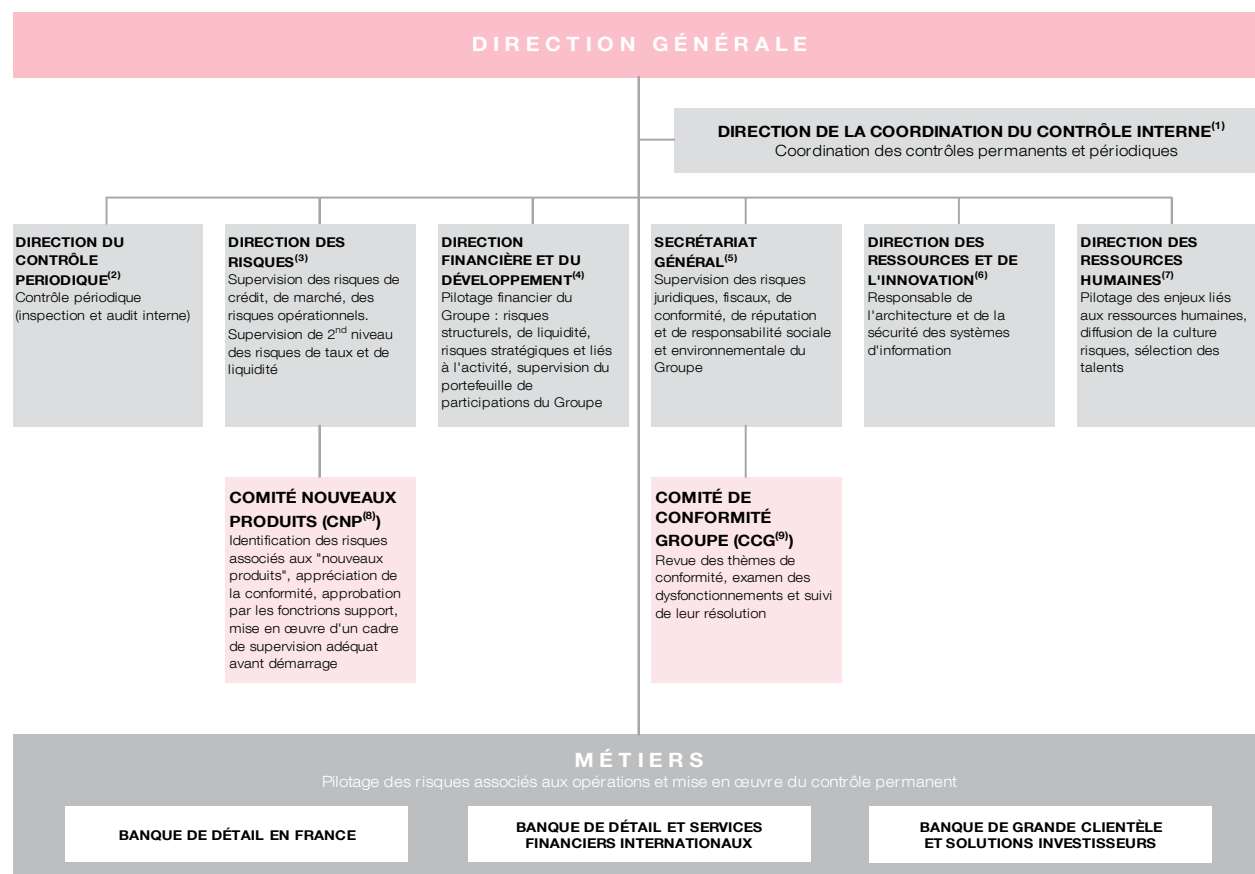 DIRECTION GÉNÉRALE
DIRECTION DE LA COORDINATION DU CONTRÔLE INTERNE(1)
Coordination des contrôles permanents et périodiques
DIRECTION DU
CONTRÔLE
PERIODIQUE(2)
Contrôle périodique
(inspection et audit interne)
DIRECTION DES
RISQUES(3)
Supervision des risques de
crédit, de marché, des
risques opérationnels.
Supervision de 2nd niveau
des risques de taux et de
liquidité
DIRECTION
FINANCIÈRE ET DU
DÉVELOPPEMENT(4)
Pilotage financier du
Groupe : risques
structurels, de liquidité,
risques stratégiques et liés
à l'activité, supervision du
portefeuille de
participations du Groupe
SECRÉTARIAT
GÉNÉRAL(5)
Supervision des risques
juridiques, fiscaux, de
conformité, de réputation
et de responsabilité sociale
et environnementale du
Groupe
DIRECTION DES
RESSOURCES ET DE
L'INNOVATION(6)
Responsable de
l'architecture et de la
sécurité des systèmes
d'information
DIRECTION DES
RESSOURCES
HUMAINES(7)
Pilotage des enjeux liés
aux ressources humaines,
diffusion de la culture
risques, sélection des
talents
COMITÉ NOUVEAUX
PRODUITS (CNP(8))
Identification des risques
associés aux "nouveaux
produits", appréciation de
la conformité, approbation
par les fonctrions support,
mise en œuvre d'un cadre
de supervision adéquat
avant démarrage
COMITÉ DE
CONFORMITÉ
GROUPE (CCG(9))
Revue des thèmes de
conformité, examen des
dysfonctionnements et suivi
de leur résolution
MÉTIERS
Pilotage des risques associés aux opérations et mise en œuvre du contrôle permanent
BANQUE DE DÉTAIL EN FRANCE
BANQUE DE DÉTAIL ET SERVICES
FINANCIERS INTERNATIONAUX
BANQUE DE GRANDE CLIENTÈLE
ET SOLUTIONS INVESTISSEURS